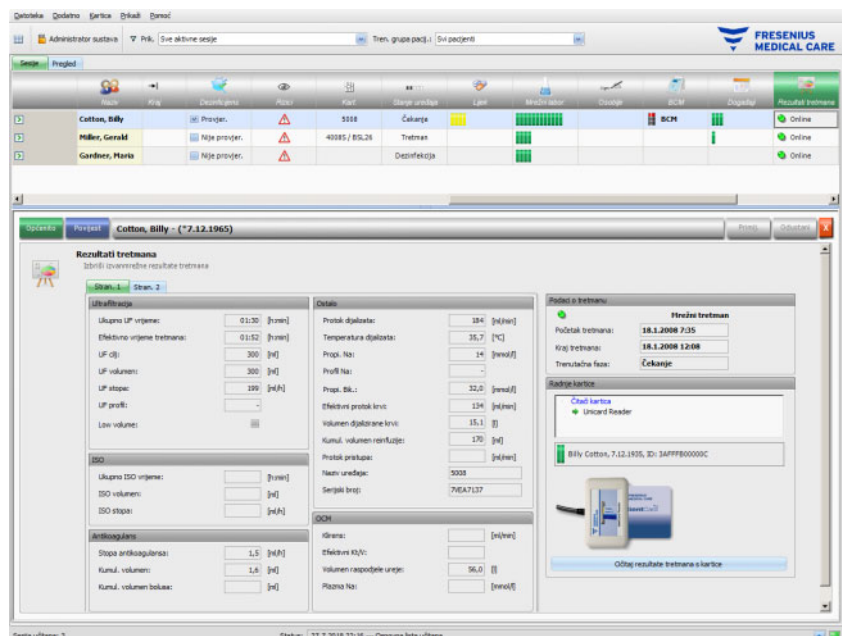 Datoteka Dodatno Kartica Prikaži Pomoć
Administrator sustava Prik. Sve aktivne sesije Tren. grupa pacij.: Svi pacijenti
FRESENIUS
MEDICAL CARE
Sesije Pregled
Naziv Kraj Dezinficijens Rizici Kart Stanje uređaja Lijek Mrežni labor Osoblje BCM Događaji Rezultati tretmana
Cotton, Billy Provjer. 5008 Čekanje BCM Online
Miller, Gerald Nije provjer. 4008S / BSL26 Tretman Online
Gardner, Maria Nije provjer. Dezinfekcija Online
Općenito Povijest Cotton, Billy - (*7.12.1965) Primij. Odustani X
Rezultati tretmana
Izbriši izvanmrežne rezultate tretmana
Stran. 1 Stran. 2
Ultrafiltracija
Ukupno UF vrijeme: 01:30 [h:min]
Efektivno vrijeme tretmana: 01:52 [h:min]
UF cilj: 300 [ml]
UF volumen: 300 [ml]
UF stopa: 199 [ml/h]
UF profil: -
Low volume:
ISO
Ukupno ISO vrijeme: [h:min]
ISO volumen: [ml]
ISO stopa: [ml/h]
Antikoagulans
Stopa antikoagulansa: 1,5 [ml/h]
Kumul. volumen: 1,6 [ml]
Kumul. volumen bolusa: [ml]
Ostalo
Protok dijalizata: 184 [ml/min]
Temperatura dijalizata: 35,7 [°C]
Propi. Na: 14 [mmol/l]
Profil Na: -
Propi. Bik.: 32,0 [mmol/l]
Efektivni protok krvi: 134 [ml/min]
Volumen dijalizirane krvi: 15,1 [l]
Kumul. volumen reinfuzije: 170 [ml]
Protok pristupa: [ml/min]
Naziv uređaja: 5008
Serijski broj: 7VEA7137
OCM
Klirens: [ml/min]
Efektivni Kt/V:
Volumen raspodjele ureje: 56,0 [l]
Plazma Na: [mmol/l]
Podaci o tretmanu
Mrežni tretman
Početak tretmana: 18.1.2008 7:35
Kraj tretmana: 18.1.2008 12:08
Trenutačna faza: Čekanje
Radnje kartice
Čitači kartica
Unicard Reader
Billy Cotton, 7.12.1935, ID: 3AFFFB00000C
Očitaj rezultate tretmana s kartice